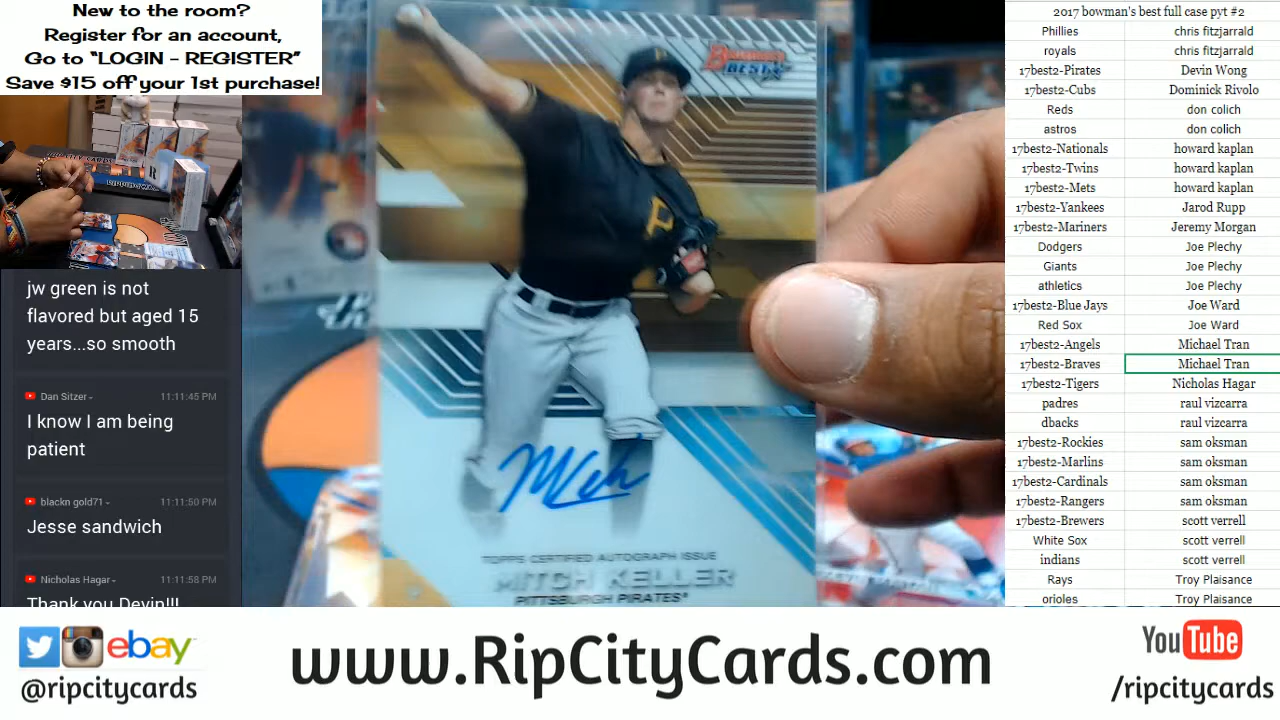 New to the room?
Register for an account,
Go to “LOGIN - REGISTER”
Save $15 off your 1st purchase!
jw green is not
flavored but aged 15
years...so smooth
Dan Sitzer
11:11:45 PM
I know I am being
patient
blackn gold71
11:11:50 PM
Jesse sandwich
Nicholas Hagar
11:11:58 PM
Thank you Devin!!!
Bowman's
BEST
P
TOPPS CERTIFIED AUTOGRAPH ISSUE
MITCH KELLER
PITTSBURGH PIRATES
2017 bowman's best full case pyt #2
Phillies chris fitzjarrald
royals chris fitzjarrald
17best2-Pirates Devin Wong
17best2-Cubs Dominick Rivolo
Reds don colich
astros don colich
17best2-Nationals howard kaplan
17best2-Twins howard kaplan
17best2-Mets howard kaplan
17best2-Yankees Jarod Rupp
17best2-Mariners Jeremy Morgan
Dodgers Joe Plechy
Giants Joe Plechy
athletics Joe Plechy
17best2-Blue Jays Joe Ward
Red Sox Joe Ward
17best2-Angels Michael Tran
17best2-Braves Michael Tran
17best2-Tigers Nicholas Hagar
padres raul vizcarra
dbacks raul vizcarra
17best2-Rockies sam oksman
17best2-Marlins sam oksman
17best2-Cardinals sam oksman
17best2-Rangers sam oksman
17best2-Brewers scott verrell
White Sox scott verrell
indians scott verrell
Rays Troy Plaisance
orioles Troy Plaisance
ebay
@ripcitycards
www.RipCityCards.com
YouTube
/ripcitycards